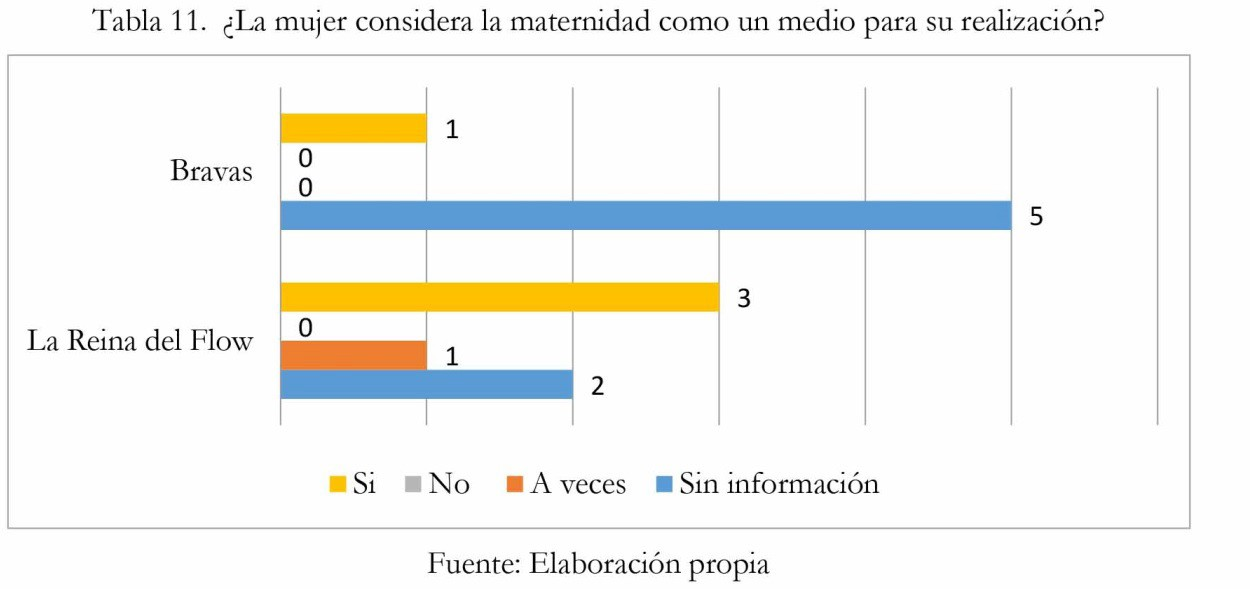 Tabla 11. ¿La mujer considera la maternidad como un medio para su realización?
1
0
Bravas
0
5
3
0
La Reina del Flow
1
2
Si No A veces Sin información
Fuente: Elaboración propia